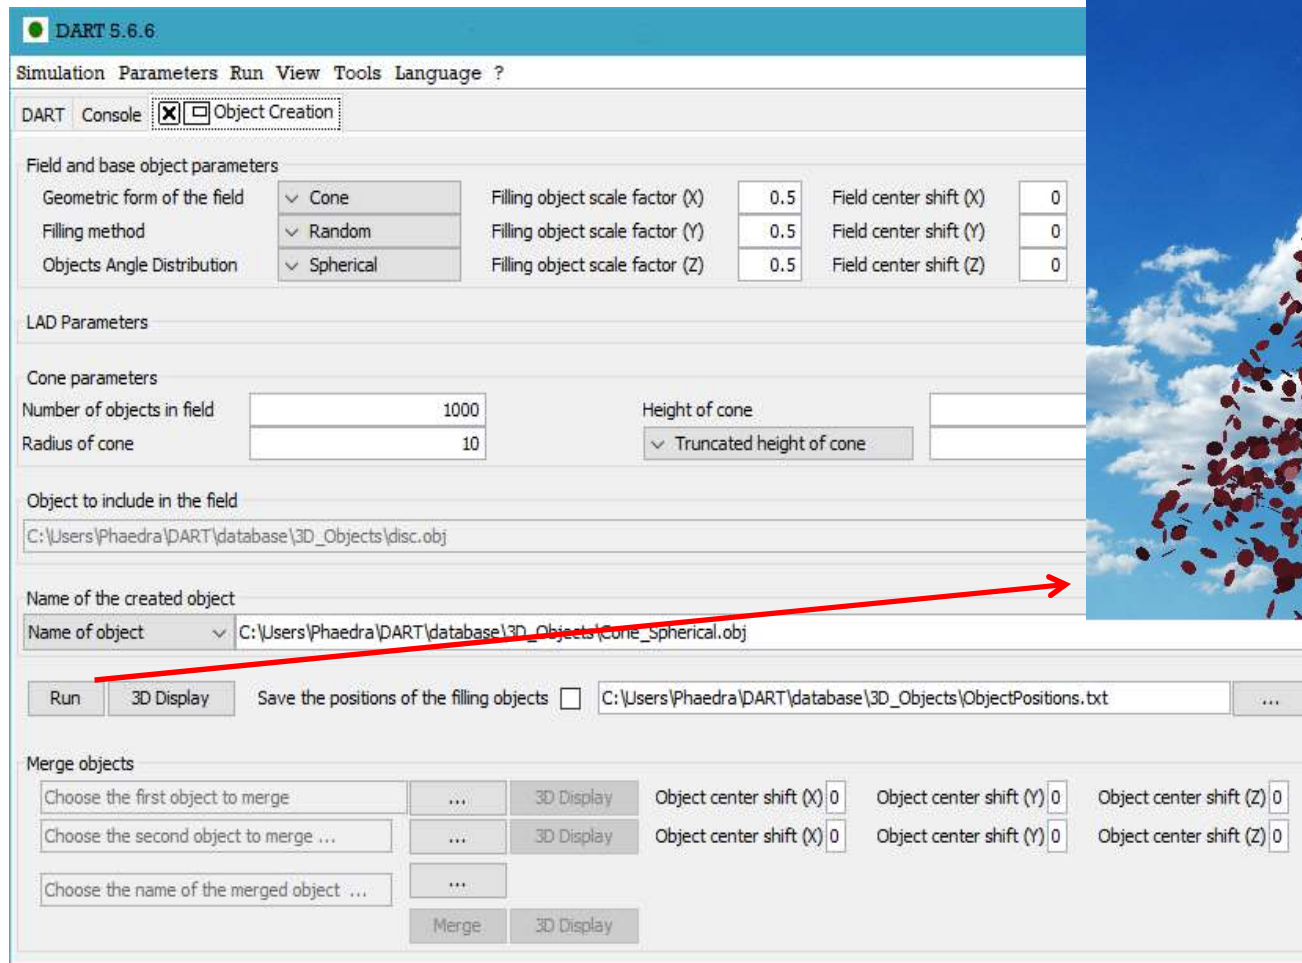 DART 5.6.6
Simulation Parameters Run View Tools Language ?
DART Console Object Creation
Field and base object parameters
Geometric form of the field Cone Filling object scale factor (X) 0.5 Field center shift (X) 0
Filling method Random Filling object scale factor (Y) 0.5 Field center shift (Y) 0
Objects Angle Distribution Spherical Filling object scale factor (Z) 0.5 Field center shift (Z) 0
LAD Parameters
Cone parameters
Number of objects in field 1000 Height of cone
Radius of cone 10 Truncated height of cone
Object to include in the field
C:\Users\Phaedra\DART\database\3D_Objects\disc.obj
Name of the created object
Name of object C:\Users\Phaedra\DART\database\3D_Objects\Cone_Spherical.obj
Run 3D Display Save the positions of the filling objects C:\Users\Phaedra\DART\database\3D_Objects\ObjectPositions.txt ...
Merge objects
Choose the first object to merge ... 3D Display Object center shift (X) 0 Object center shift (Y) 0 Object center shift (Z) 0
Choose the second object to merge ... ... 3D Display Object center shift (X) 0 Object center shift (Y) 0 Object center shift (Z) 0
Choose the name of the merged object ... ...
Merge 3D Display